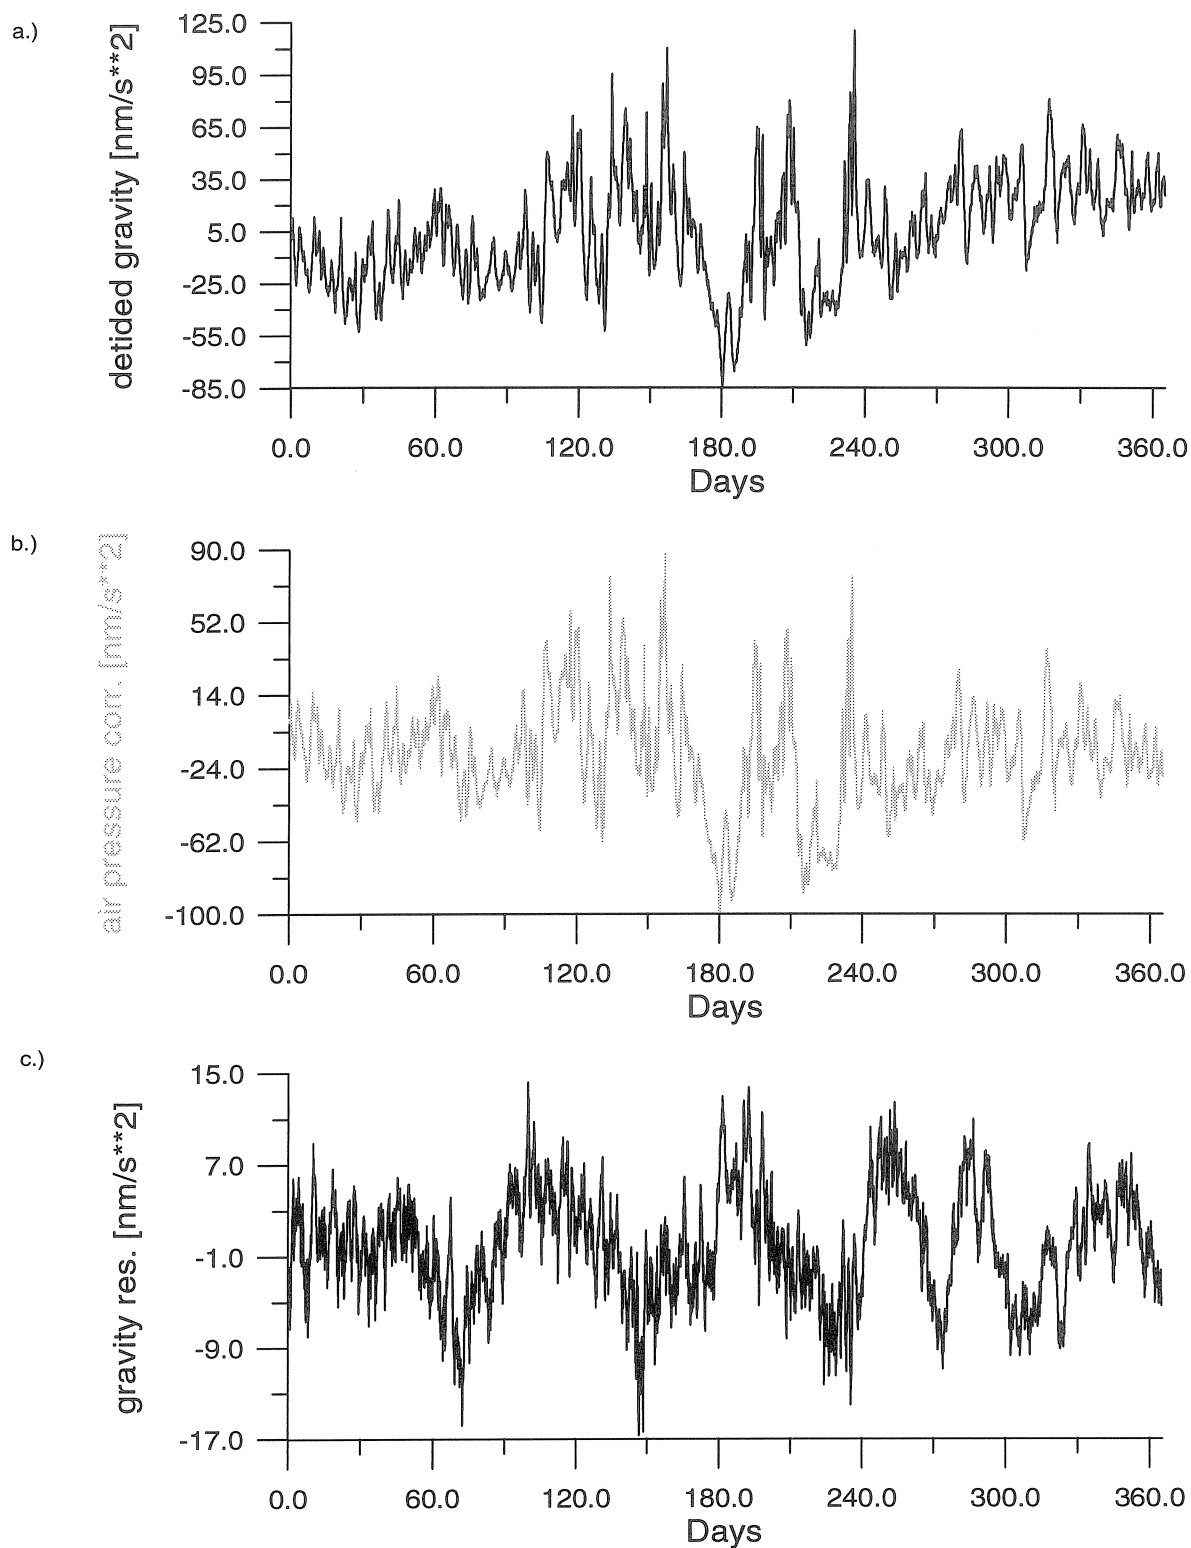 a.)
detided gravity [nm/s**2]
125.0
95.0
65.0
35.0
5.0
-25.0
-55.0
-85.0
0.0 60.0 120.0 180.0 240.0 300.0 360.0
Days
b.)
air pressure corr. [nm/s**2]
90.0
52.0
14.0
-24.0
-62.0
-100.0
0.0 60.0 120.0 180.0 240.0 300.0 360.0
Days
c.)
gravity res. [nm/s**2]
15.0
7.0
-1.0
-9.0
-17.0
0.0 60.0 120.0 180.0 240.0 300.0 360.0
Days